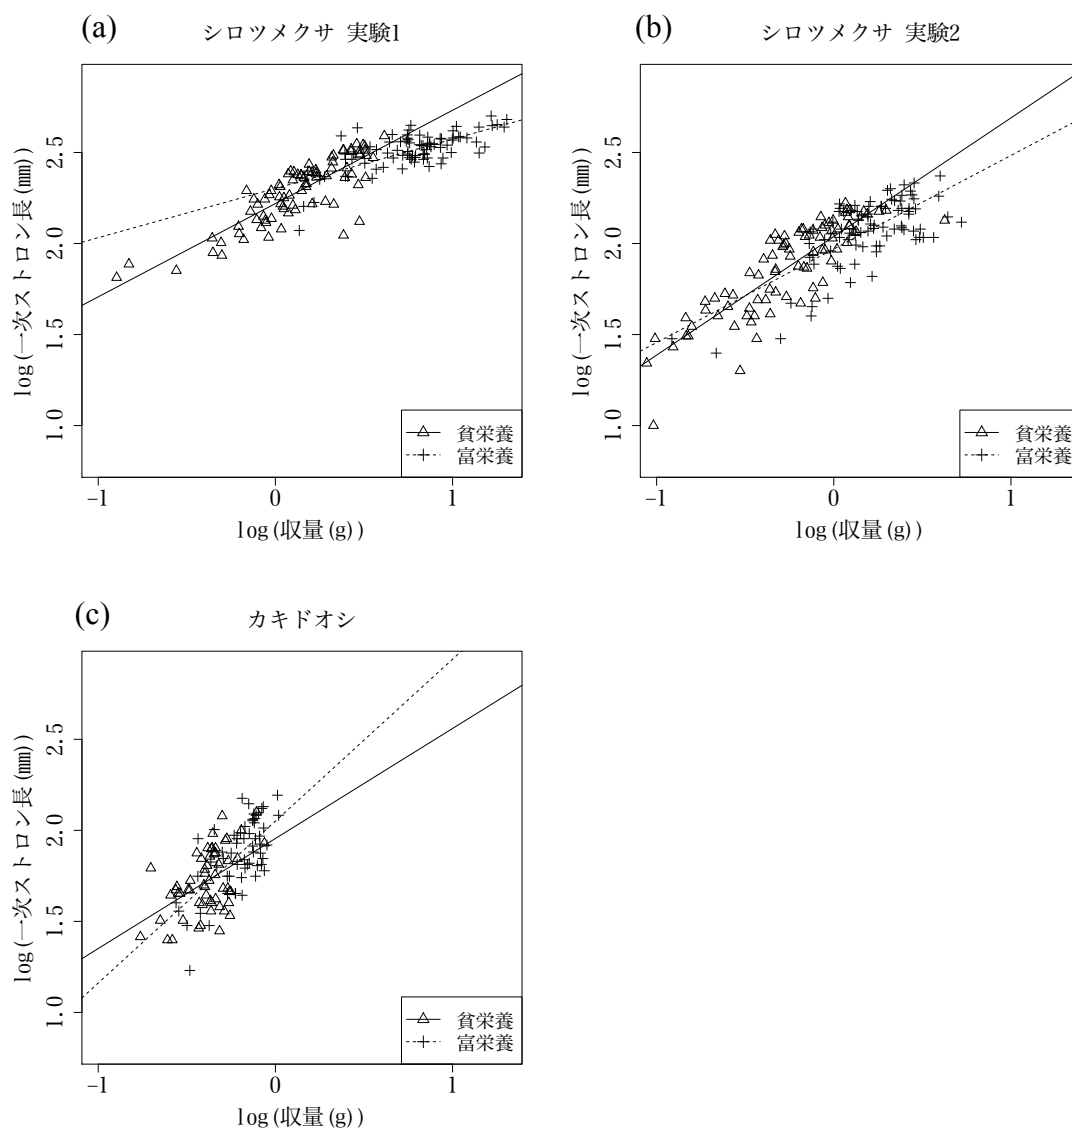 (a) シロツメクサ 実験1
log(一次ストロン長(mm))
2.5
2.0
1.5
1.0
貧栄養
富栄養
-1 0 1
log(収量(g))
(b) シロツメクサ 実験2
log(一次ストロン長(mm))
2.5
2.0
1.5
1.0
貧栄養
富栄養
-1 0 1
log(収量(g))
(c) カキドオシ
log(一次ストロン長(mm))
2.5
2.0
1.5
1.0
貧栄養
富栄養
-1 0 1
log(収量(g))